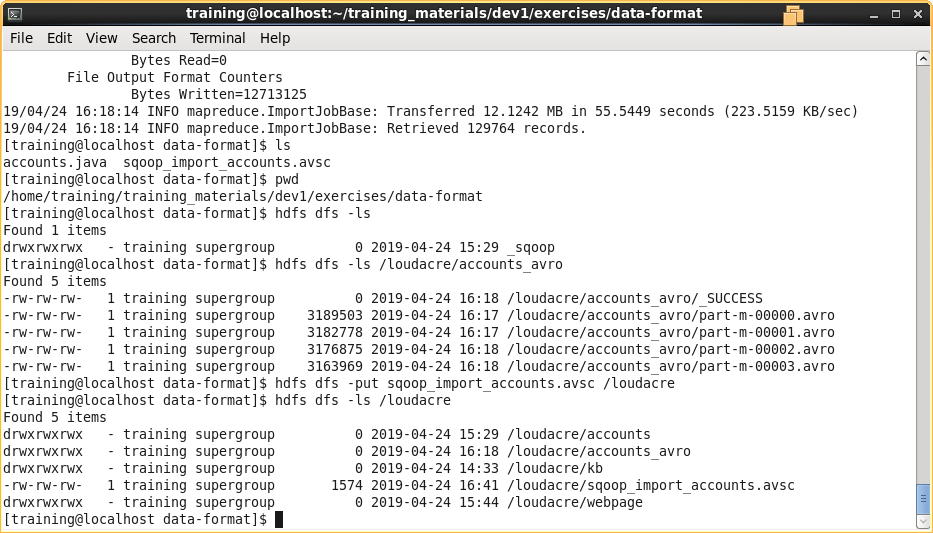 training@localhost:~/training_materials/dev1/exercises/data-format
File Edit View Search Terminal Help
Bytes Read=0
File Output Format Counters
Bytes Written=12713125
19/04/24 16:18:14 INFO mapreduce.ImportJobBase: Transferred 12.1242 MB in 55.5449 seconds (223.5159 KB/sec)
19/04/24 16:18:14 INFO mapreduce.ImportJobBase: Retrieved 129764 records.
[training@localhost data-format]$ ls
accounts.java  sqoop_import_accounts.avsc
[training@localhost data-format]$ pwd
/home/training/training_materials/dev1/exercises/data-format
[training@localhost data-format]$ hdfs dfs -ls
Found 1 items
drwxrwxrwx   - training supergroup          0 2019-04-24 15:29 _sqoop
[training@localhost data-format]$ hdfs dfs -ls /loudacre/accounts_avro
Found 5 items
-rw-rw-rw-   1 training supergroup          0 2019-04-24 16:18 /loudacre/accounts_avro/_SUCCESS
-rw-rw-rw-   1 training supergroup    3189503 2019-04-24 16:17 /loudacre/accounts_avro/part-m-00000.avro
-rw-rw-rw-   1 training supergroup    3182778 2019-04-24 16:17 /loudacre/accounts_avro/part-m-00001.avro
-rw-rw-rw-   1 training supergroup    3176875 2019-04-24 16:18 /loudacre/accounts_avro/part-m-00002.avro
-rw-rw-rw-   1 training supergroup    3163969 2019-04-24 16:18 /loudacre/accounts_avro/part-m-00003.avro
[training@localhost data-format]$ hdfs dfs -put sqoop_import_accounts.avsc /loudacre
[training@localhost data-format]$ hdfs dfs -ls /loudacre
Found 5 items
drwxrwxrwx   - training supergroup          0 2019-04-24 15:29 /loudacre/accounts
drwxrwxrwx   - training supergroup          0 2019-04-24 16:18 /loudacre/accounts_avro
drwxrwxrwx   - training supergroup          0 2019-04-24 14:33 /loudacre/kb
-rw-rw-rw-   1 training supergroup       1574 2019-04-24 16:41 /loudacre/sqoop_import_accounts.avsc
drwxrwxrwx   - training supergroup          0 2019-04-24 15:44 /loudacre/webpage
[training@localhost data-format]$